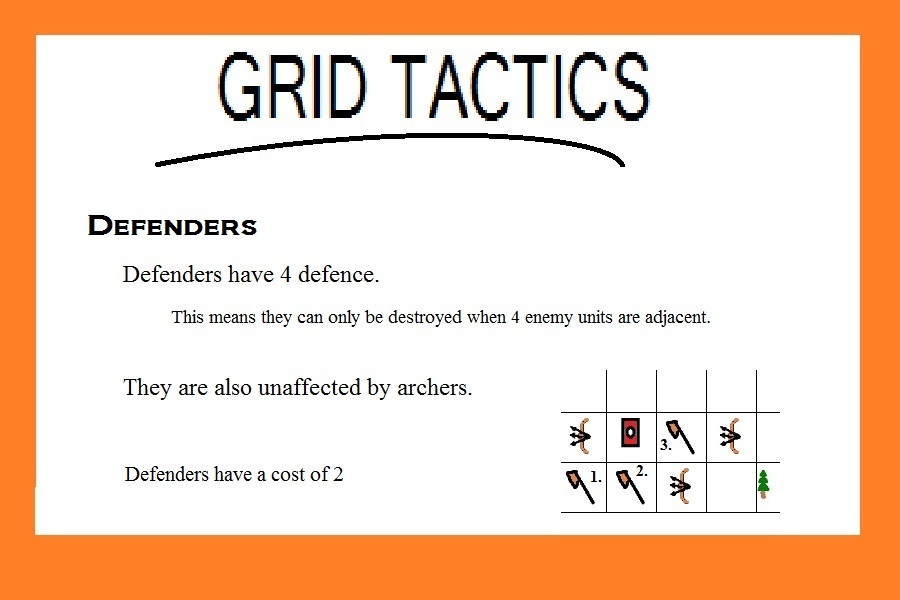 GRID TACTICS
DEFENDERS
Defenders have 4 defence.
This means they can only be destroyed when 4 enemy units are adjacent.
They are also unaffected by archers.
3.
Defenders have a cost of 2
1. 2.